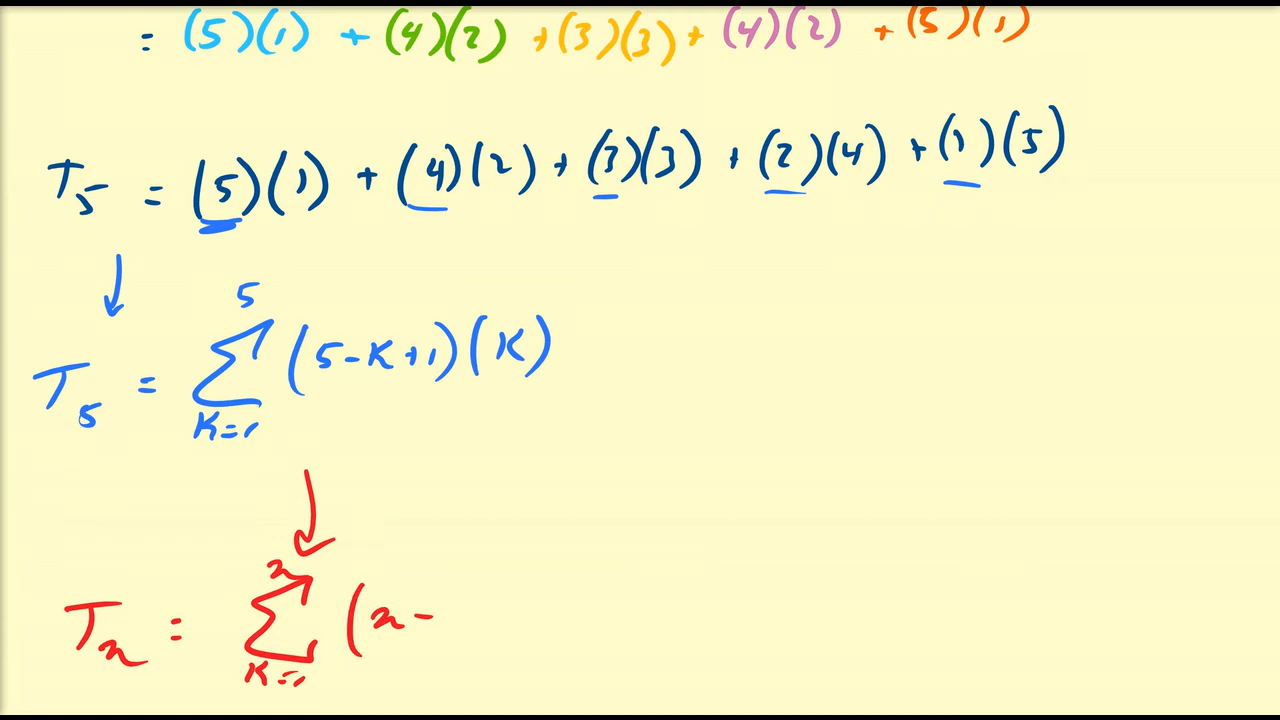 = (5)(1) + (4)(2) + (3)(3) + (4)(2) + (5)(1)
T₅ = (5)(1) + (4)(2) + (3)(3) + (2)(4) + (1)(5)
↓
5
T₅ = ∑ (5-K+1)(K)
K=1
↓
n
Tₙ = ∑ (n-
K=1